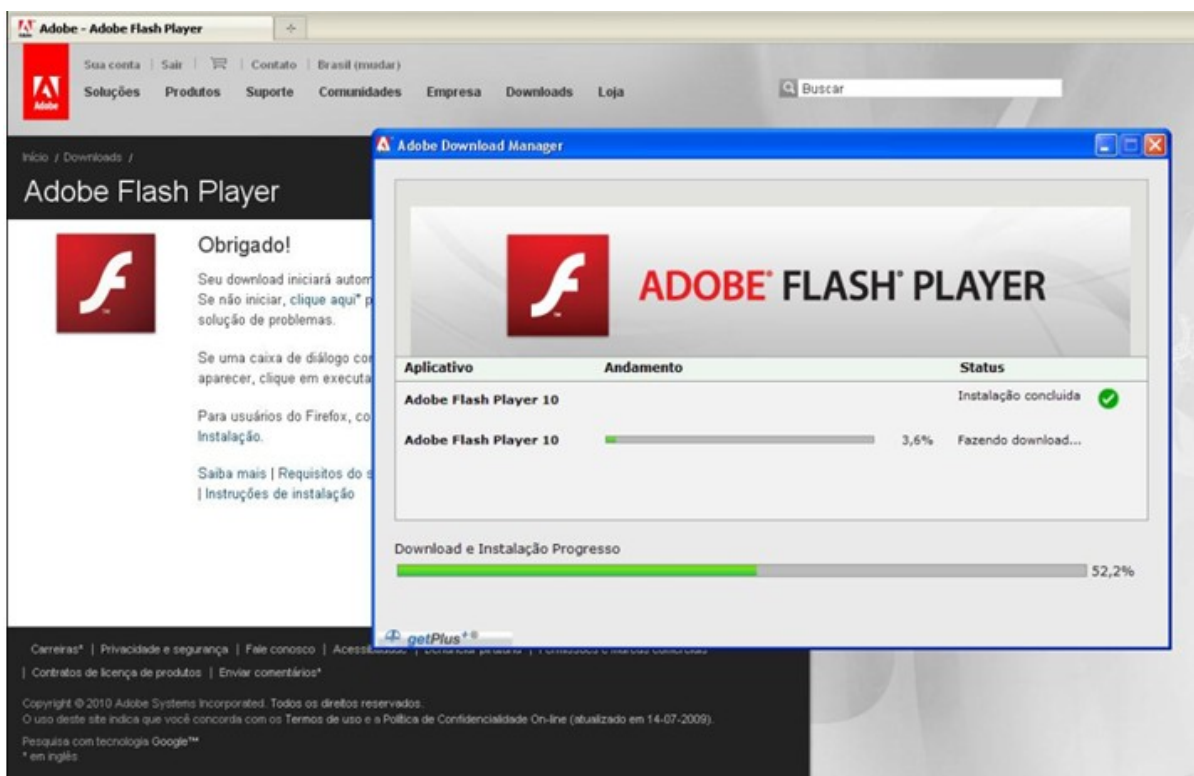 Adobe - Adobe Flash Player
Sua conta | Sair | | Contato | Brasil (mudar)
Soluções Produtos Suporte Comunidades Empresa Downloads Loja
Buscar
Adobe
Início / Downloads /
Adobe Flash Player
Obrigado!
Seu download iniciará autom
Se não iniciar, clique aqui* p
solução de problemas.
Se uma caixa de diálogo con
aparecer, clique em executa
Para usuários do Firefox, co
Instalação.
Saiba mais | Requisitos do s
| Instruções de instalação
Adobe Download Manager
ADOBE® FLASH® PLAYER
Aplicativo Andamento Status
Adobe Flash Player 10 Instalação concluida
Adobe Flash Player 10 3,6% Fazendo download...
Download e Instalação Progresso
52,2%
getPlus+®
Carreiras* | Privacidade e segurança | Fale conosco |
| Contratos de licença de produtos | Enviar comentários*
Copyright © 2010 Adobe Systems Incorporated. Todos os direitos reservados.
O uso deste site indica que você concorda com os Termos de uso e a Política de Confidencialidade On-line (atualizado em 14-07-2009).
Pesquisa com tecnologia Google™
* em inglês